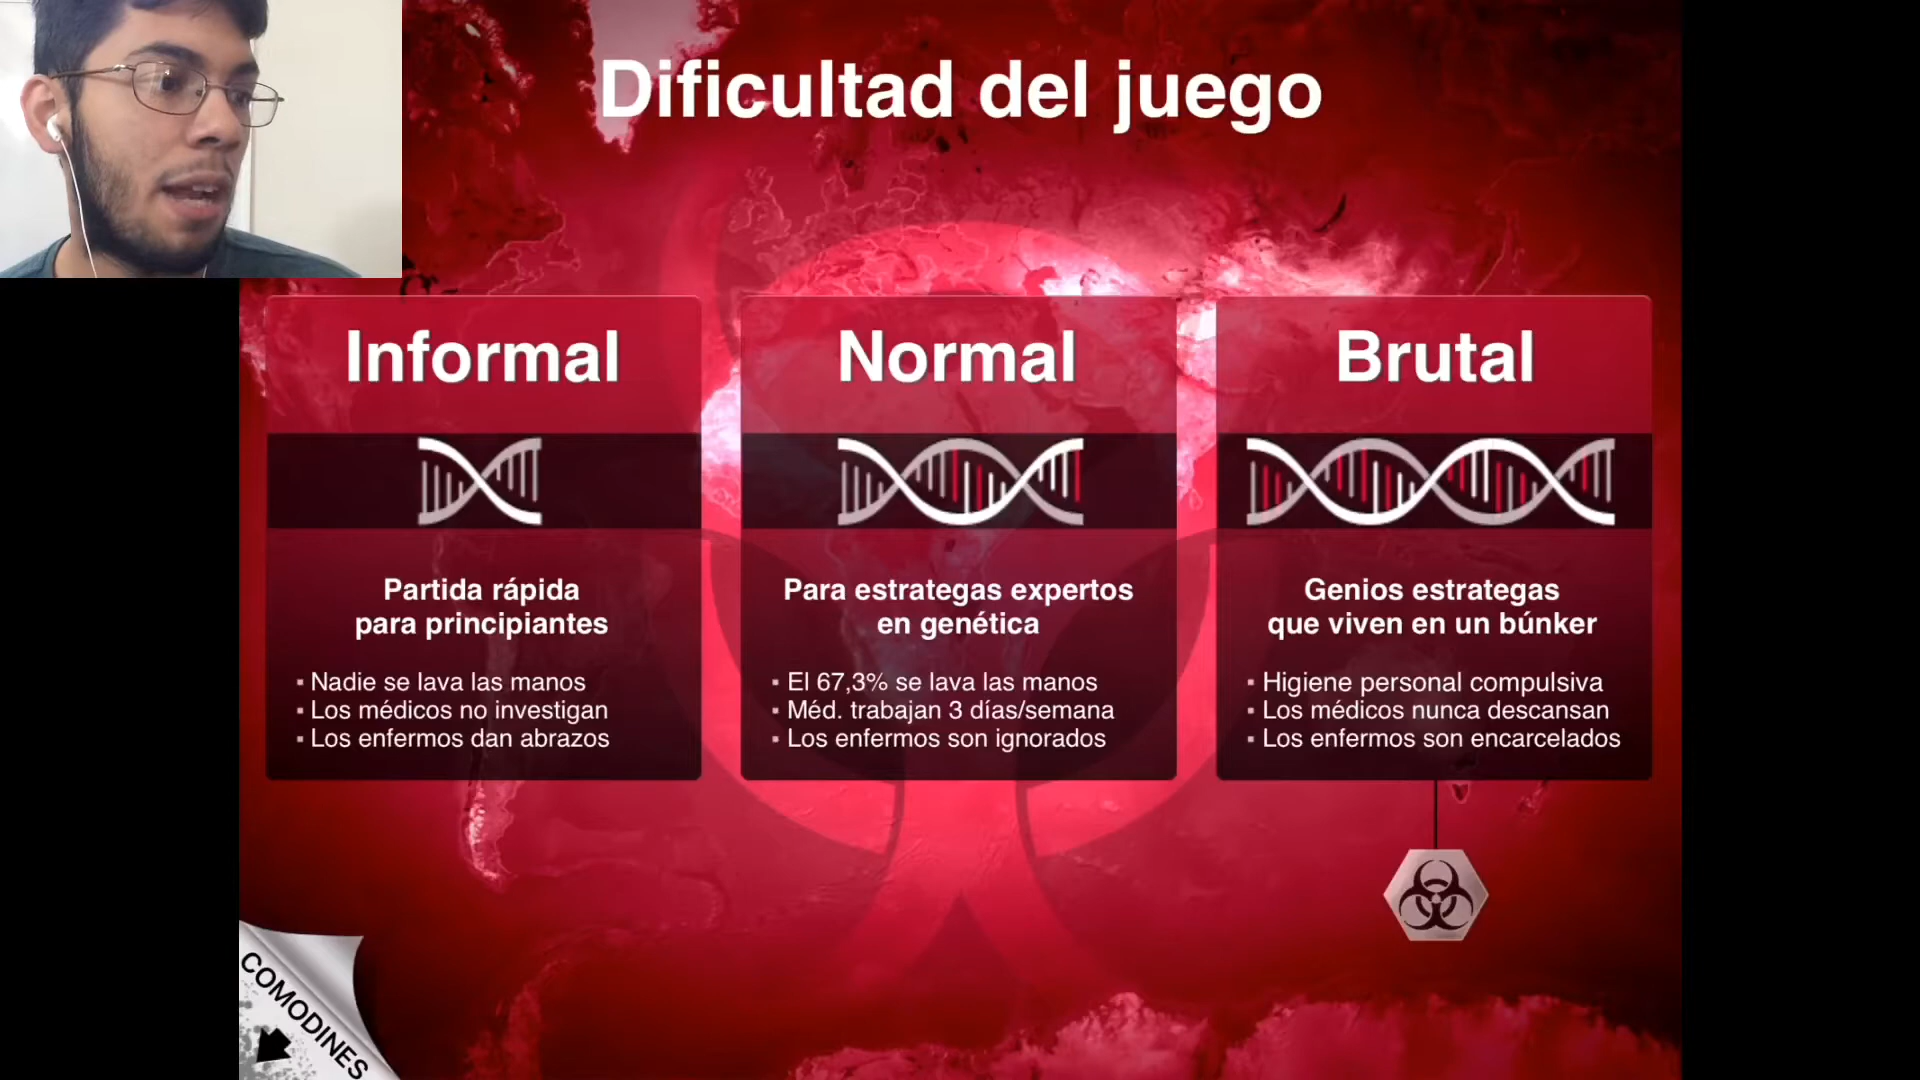 Dificultad del juego
Informal
Partida rápida
para principiantes
▪ Nadie se lava las manos
▪ Los médicos no investigan
▪ Los enfermos dan abrazos
Normal
Para estrategas expertos
en genética
▪ El 67,3% se lava las manos
▪ Méd. trabajan 3 días/semana
▪ Los enfermos son ignorados
Brutal
Genios estrategas
que viven en un búnker
▪ Higiene personal compulsiva
▪ Los médicos nunca descansan
▪ Los enfermos son encarcelados
COMODINES